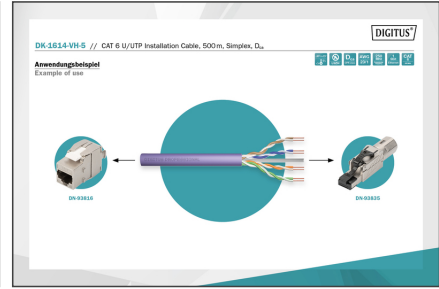 DIGITUS®
DK-1614-VH-5 // CAT 6 U/UTP Installation Cable, 500 m, Simplex, Dca
Anwendungsbeispiel
Example of use
DN-93616
DN-93635